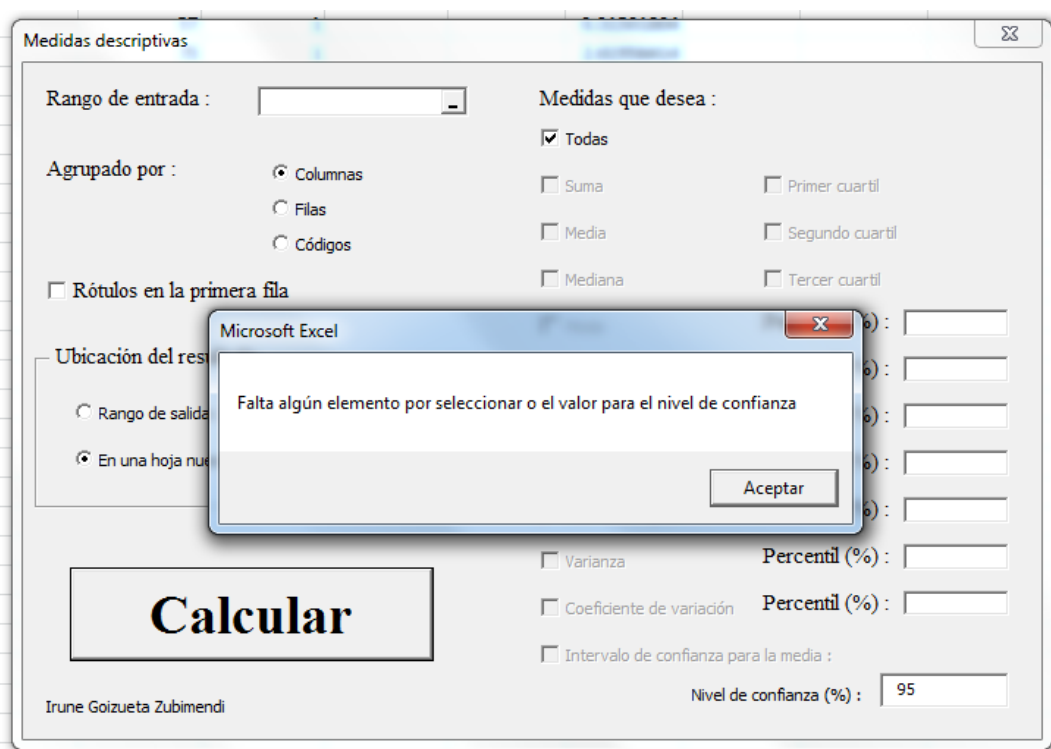 Medidas descriptivas
Rango de entrada :
Medidas que desea :
Todas
Agrupado por :
Columnas
Filas
Códigos
Suma
Primer cuartil
Media
Segundo cuartil
Mediana
Tercer cuartil
Rótulos en la primera fila
Microsoft Excel
%) :
Ubicación del res
%) :
Falta algún elemento por seleccionar o el valor para el nivel de confianza
Rango de salida
%) :
En una hoja nue
%) :
Aceptar
%) :
Varianza
Percentil (%) :
Calcular
Coeficiente de variación
Percentil (%) :
Intervalo de confianza para la media :
Nivel de confianza (%) :
95
Irune Goizueta Zubimendi